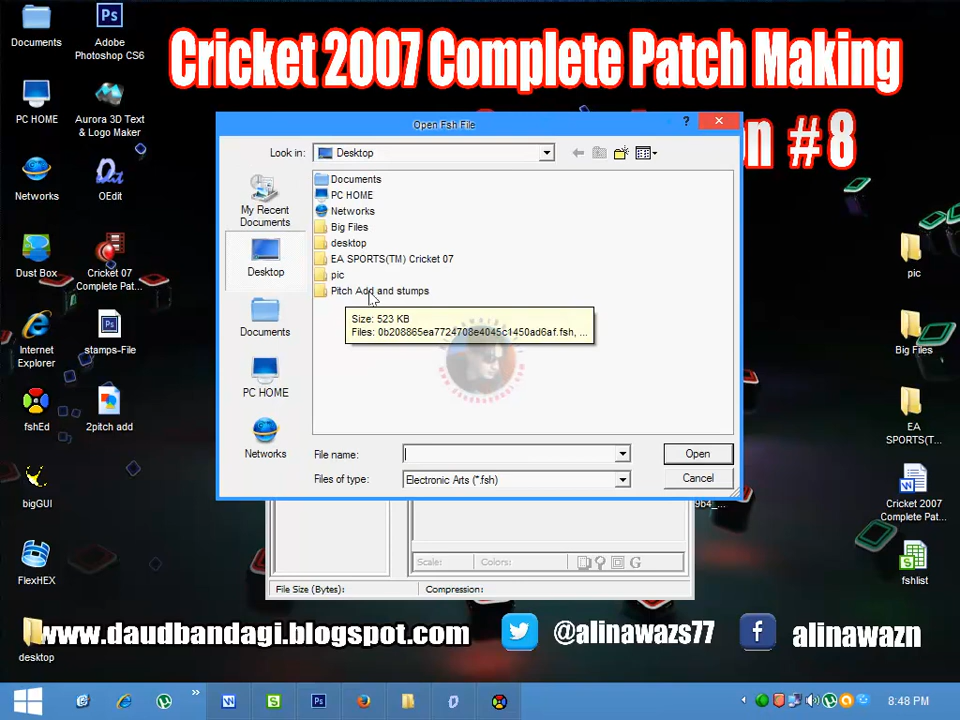 Cricket 2007 Complete Patch Making
on #8
Documents
Adobe
Photoshop CS6
PC HOME
Aurora 3D Text
& Logo Maker
Networks
OEdit
Dust Box
Cricket 07
Complete Pat...
Internet
Explorer
stamps-File
fshEd
2pitch add
bigGUI
FlexHEX
desktop
Open Fsh File
?
Look in:
Desktop
My Recent
Documents
Desktop
Documents
PC HOME
Networks
Documents
PC HOME
Networks
Big Files
desktop
EA SPORTS(TM) Cricket 07
pic
Pitch Add and stumps
Size: 523 KB
Files: 0b208865ea7724708e4045c1450ad6af.fsh, ...
File name:
Open
Files of type:
Electronic Arts (*.fsh)
Cancel
9b4_...
Scale:
Colors:
G
File Size (Bytes):
Compression:
pic
Big Files
EA
SPORTS(T...
Cricket 2007
Complete Pat...
fshlist
www.daudbandagi.blogspot.com
@alinawazs77
alinawazn
8:48 PM